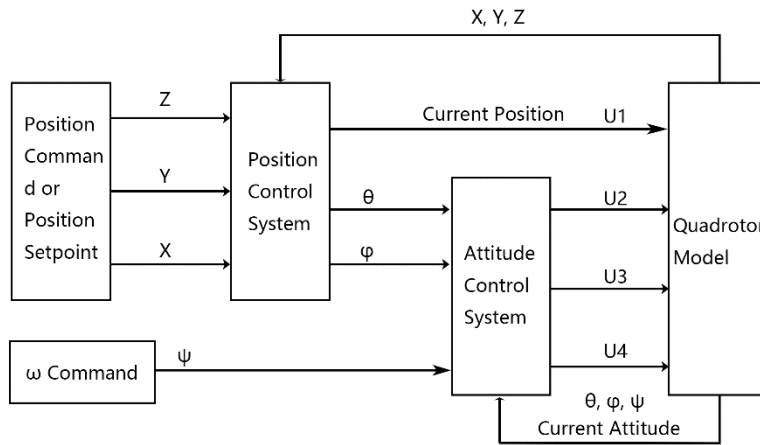 X, Y, Z
Z
Y
X
Position
Comman
d or
Position
Setpoint
Position
Control
System
Current Position
U1
θ
φ
Attitude
Control
System
U2
U3
U4
Quadrotor
Model
ω Command
ψ
θ, φ, ψ
Current Attitude